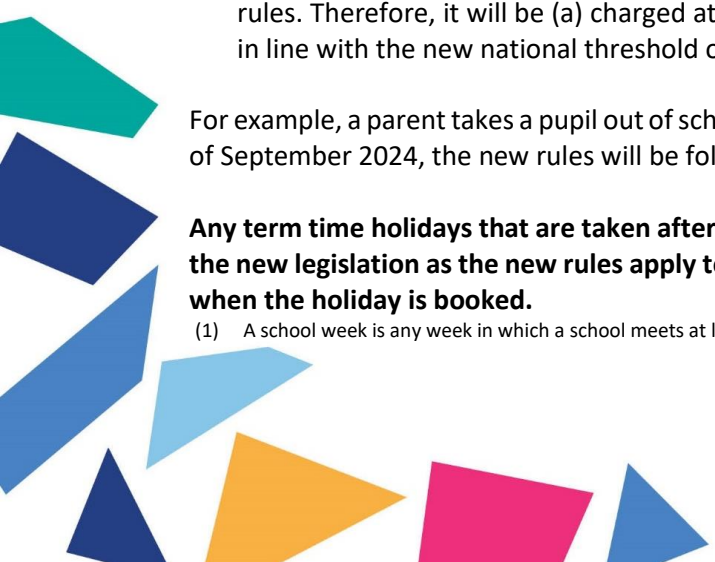 rules. Therefore, it will be (a) charged at
in line with the new national threshold o
For example, a parent takes a pupil out of sch
of September 2024, the new rules will be fol
Any term time holidays that are taken after
the new legislation as the new rules apply to
when the holiday is booked.
(1) A school week is any week in which a school meets at l